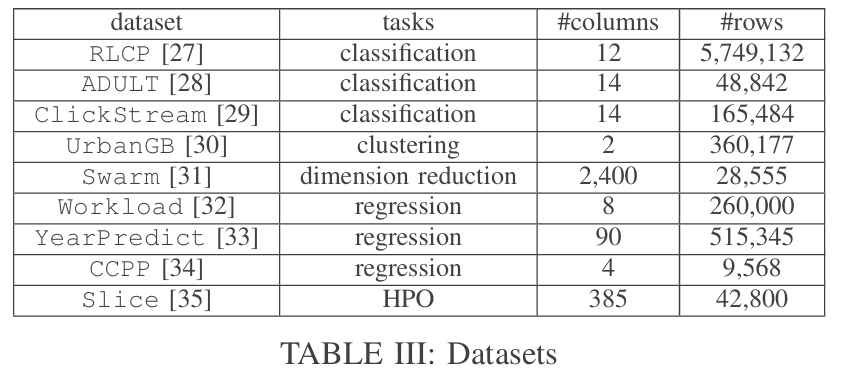 dataset tasks #columns #rows
RLCP [27] classification 12 5,749,132
ADULT [28] classification 14 48,842
ClickStream [29] classification 14 165,484
UrbanGB [30] clustering 2 360,177
Swarm [31] dimension reduction 2,400 28,555
Workload [32] regression 8 260,000
YearPredict [33] regression 90 515,345
CCPP [34] regression 4 9,568
Slice [35] HPO 385 42,800
TABLE III: Datasets